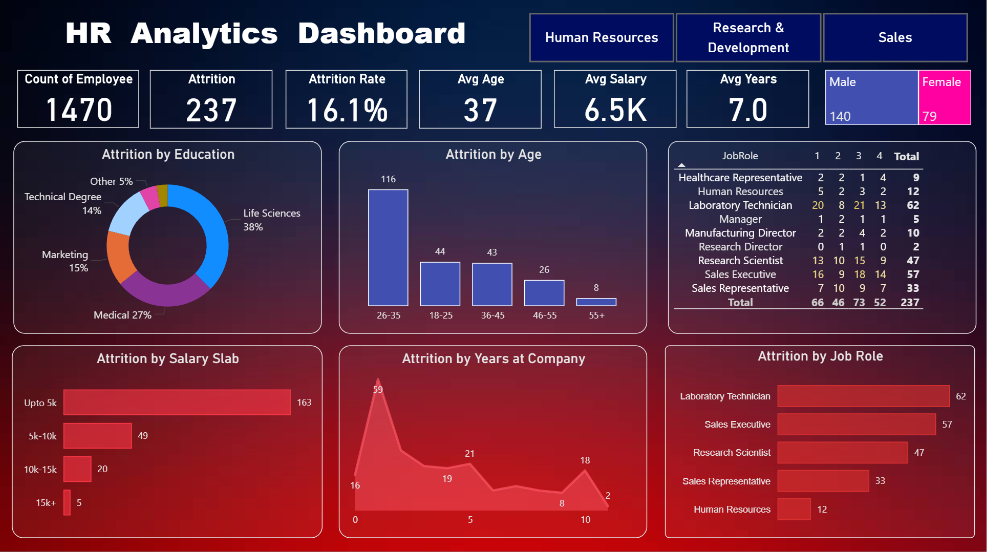 HR Analytics Dashboard
Human Resources
Research &
Development
Sales
Count of Employee
1470
Attrition
237
Attrition Rate
16.1%
Avg Age
37
Avg Salary
6.5K
Avg Years
7.0
Male
140
Female
79
Attrition by Education
Other 5%
Technical Degree
14%
Life Sciences
38%
Marketing
15%
Medical 27%
Attrition by Age
116
44
43
26
8
26-35 18-25 36-45 46-55 55+
JobRole 1 2 3 4 Total
Healthcare Representative 2 2 1 4 9
Human Resources 5 2 3 2 12
Laboratory Technician 20 8 21 13 62
Manager 1 2 1 1 5
Manufacturing Director 2 2 4 2 10
Research Director 0 1 1 0 2
Research Scientist 13 10 15 9 47
Sales Executive 16 9 18 14 57
Sales Representative 7 10 9 7 33
Total 66 46 73 52 237
Attrition by Salary Slab
Upto 5k 163
5k-10k 49
10k-15k 20
15k+ 5
Attrition by Years at Company
59
21
18
19
16
8
2
0 5 10
Attrition by Job Role
Laboratory Technician 62
Sales Executive 57
Research Scientist 47
Sales Representative 33
Human Resources 12